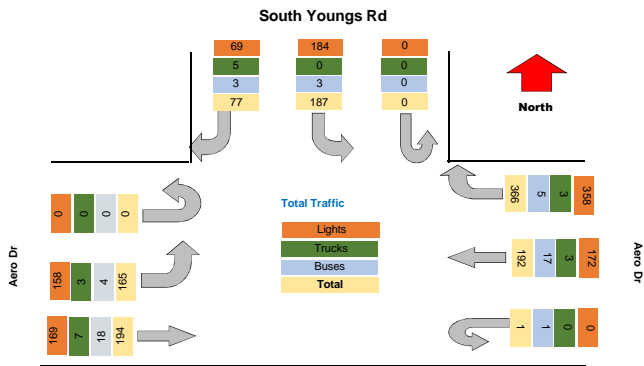 South Youngs Rd
69 184 0
5 0 0
3 3 0
77 187 0
North
366 5 3 358
0 0 0 0
Total Traffic
Lights
Trucks
Buses
Total
192 17 3 172
Aero Dr
Aero Dr
158 3 4 165
169 7 18 194
1 1 0 0